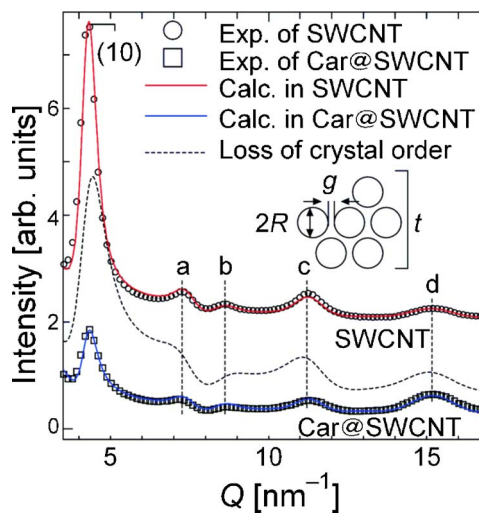 Exp. of SWCNT
(10)
Exp. of Car@SWCNT
Calc. in SWCNT
Calc. in Car@SWCNT
Loss of crystal order
g
2R
t
a
b
c
d
SWCNT
Car@SWCNT
Intensity [arb. units]
6
4
2
0
5
10
15
Q [nm⁻¹]